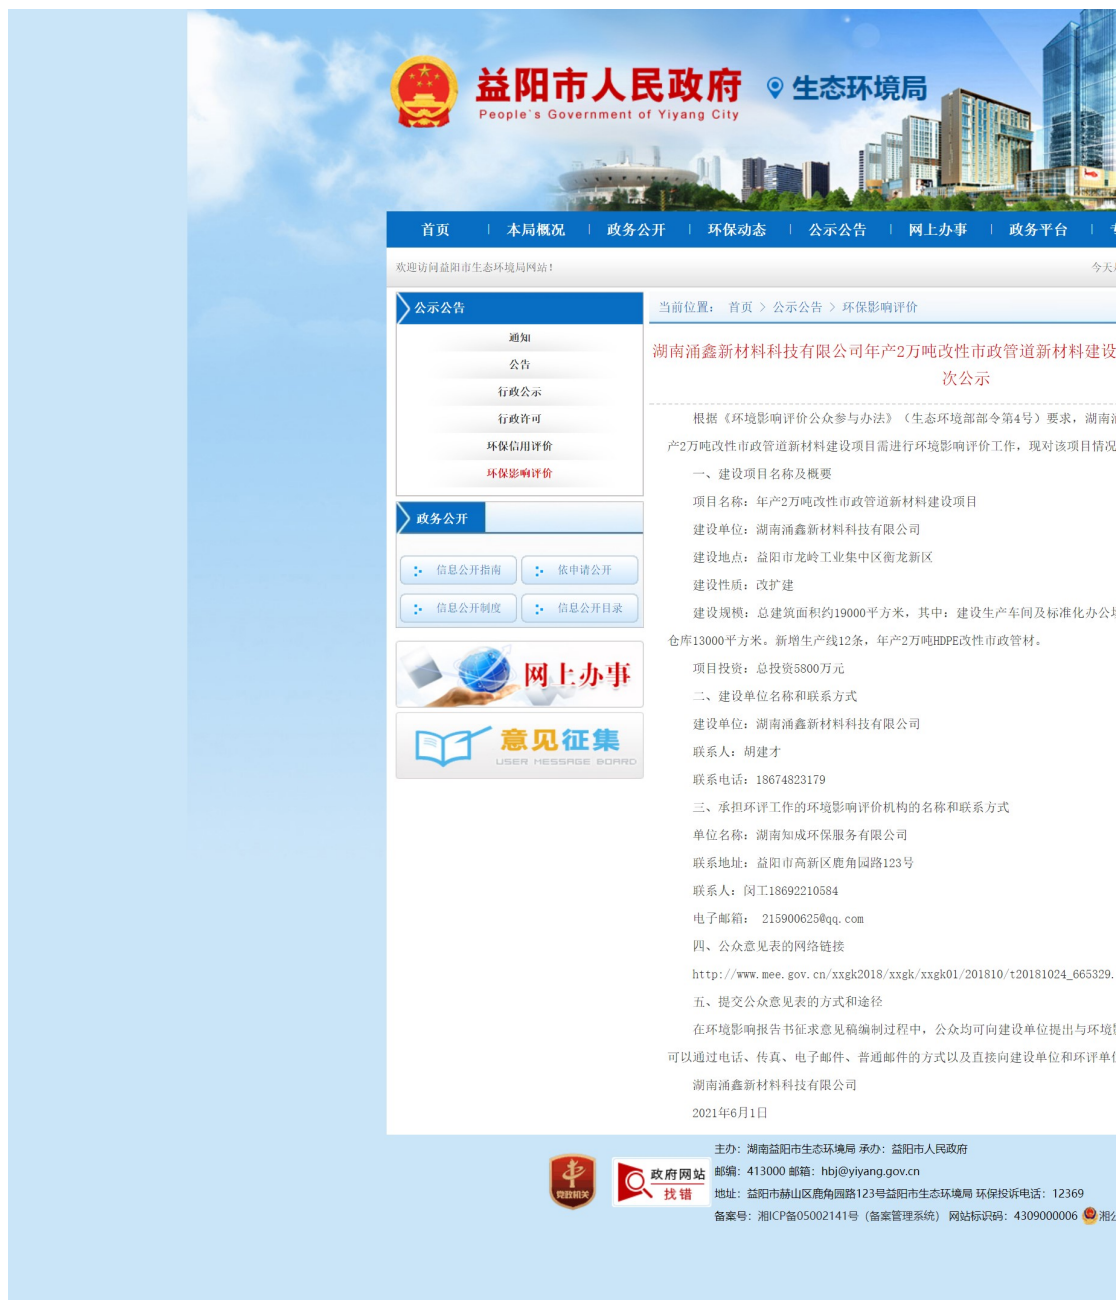 益阳市人民政府
People's Government of Yiyang City
生态环境局
首页 本局概况 政务公开 环保动态 公示公告 网上办事 政务平台
欢迎访问益阳市生态环境局网站！ 今天
公示公告
通知
公告
行政公示
行政许可
环保信用评价
环保影响评价
政务公开
信息公开指南 依申请公开
信息公开制度 信息公开目录
网上办事
意见征集
USER MESSAGE BOARD
当前位置： 首页 > 公示公告 > 环保影响评价
湖南涌鑫新材料科技有限公司年产2万吨改性市政管道新材料建设
次公示
根据《环境影响评价公众参与办法》（生态环境部部令第4号）要求，湖南
产2万吨改性市政管道新材料建设项目需进行环境影响评价工作，现对该项目情况
一、建设项目名称及概要
项目名称：年产2万吨改性市政管道新材料建设项目
建设单位：湖南涌鑫新材料科技有限公司
建设地点：益阳市龙岭工业集中区衡龙新区
建设性质：改扩建
建设规模：总建筑面积约19000平方米，其中：建设生产车间及标准化办公
仓库13000平方米。新增生产线12条，年产2万吨HDPE改性市政管材。
项目投资：总投资5800万元
二、建设单位名称和联系方式
建设单位：湖南涌鑫新材料科技有限公司
联系人：胡建才
联系电话：18674823179
三、承担环评工作的环境影响评价机构的名称和联系方式
单位名称：湖南知成环保服务有限公司
联系地址：益阳市高新区鹿角园路123号
联系人：闵工18692210584
电子邮箱： 215900625@qq.com
四、公众意见表的网络链接
http://www.mee.gov.cn/xxgk2018/xxgk/xxgk01/201810/t20181024_665329.
五、提交公众意见表的方式和途径
在环境影响报告书征求意见稿编制过程中，公众均可向建设单位提出与环境
可以通过电话、传真、电子邮件、普通邮件的方式以及直接向建设单位和环评单
湖南涌鑫新材料科技有限公司
2021年6月1日
党政机关
政府网站
找错
主办：湖南益阳市生态环境局 承办：益阳市人民政府
邮编：413000 邮箱：hbj@yiyang.gov.cn
地址：益阳市赫山区鹿角园路123号益阳市生态环境局 环保投诉电话：12369
备案号：湘ICP备05002141号（备案管理系统） 网站标识码：4309000006 湘